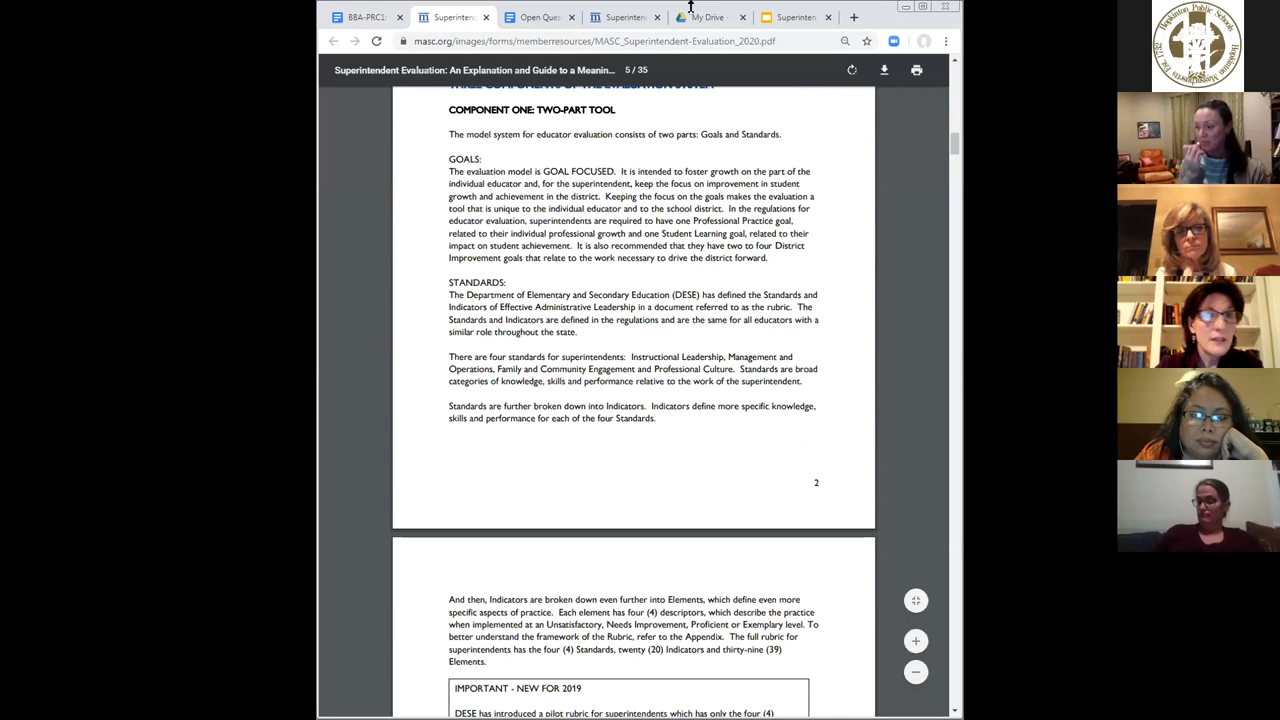 BBA-PRC1
Superinten
Open Ques
Superinten
My Drive -
Superinten
masc.org/images/forms/memberresources/MASC_Superintendent-Evaluation_2020.pdf
Superintendent Evaluation: An Explanation and Guide to a Meanin...
5 / 35
THREE COMPONENTS OF THE EVALUATION SYSTEM
COMPONENT ONE: TWO-PART TOOL
The model system for educator evaluation consists of two parts: Goals and Standards.
GOALS:
The evaluation model is GOAL FOCUSED. It is intended to foster growth on the part of the
individual educator and, for the superintendent, keep the focus on improvement in student
growth and achievement in the district. Keeping the focus on the goals makes the evaluation a
tool that is unique to the individual educator and to the school district. In the regulations for
educator evaluation, superintendents are required to have one Professional Practice goal,
related to their individual professional growth and one Student Learning goal, related to their
impact on student achievement. It is also recommended that they have two to four District
Improvement goals that relate to the work necessary to drive the district forward.
STANDARDS:
The Department of Elementary and Secondary Education (DESE) has defined the Standards and
Indicators of Effective Administrative Leadership in a document referred to as the rubric. The
Standards and Indicators are defined in the regulations and are the same for all educators with a
similar role throughout the state.
There are four standards for superintendents: Instructional Leadership, Management and
Operations, Family and Community Engagement and Professional Culture. Standards are broad
categories of knowledge, skills and performance relative to the work of the superintendent.
Standards are further broken down into Indicators. Indicators define more specific knowledge,
skills and performance for each of the four Standards.
2
And then, Indicators are broken down even further into Elements, which define even more
specific aspects of practice. Each element has four (4) descriptors, which describe the practice
when implemented at an Unsatisfactory, Needs Improvement, Proficient or Exemplary level. To
better understand the framework of the Rubric, refer to the Appendix. The full rubric for
superintendents has the four (4) Standards, twenty (20) Indicators and thirty-nine (39)
Elements.
IMPORTANT - NEW FOR 2019
DESE has introduced a pilot rubric for superintendents which has only the four (4)
Hopkinton Public Schools
Hopkinton, Massachusetts Est. 1715